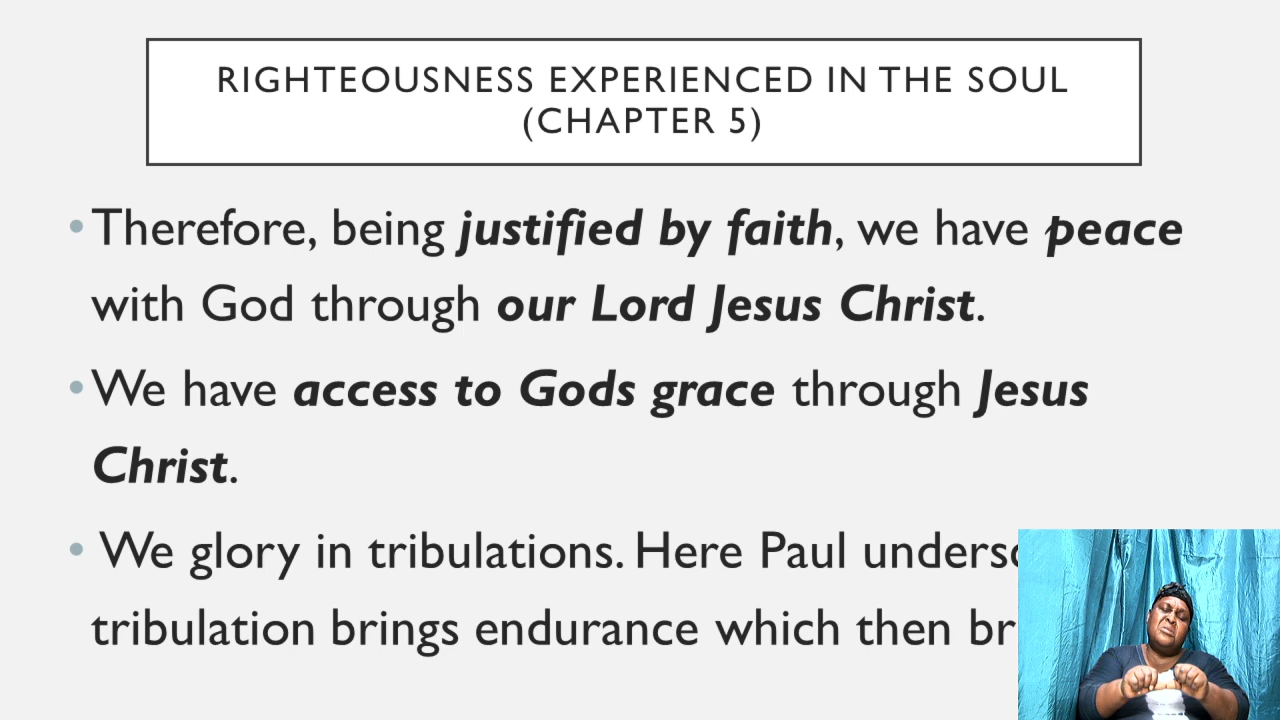 RIGHTEOUSNESS EXPERIENCED IN THE SOUL
(CHAPTER 5)
• Therefore, being justified by faith, we have peace
with God through our Lord Jesus Christ.
• We have access to Gods grace through Jesus
Christ.
• We glory in tribulations. Here Paul
tribulation brings endurance which then